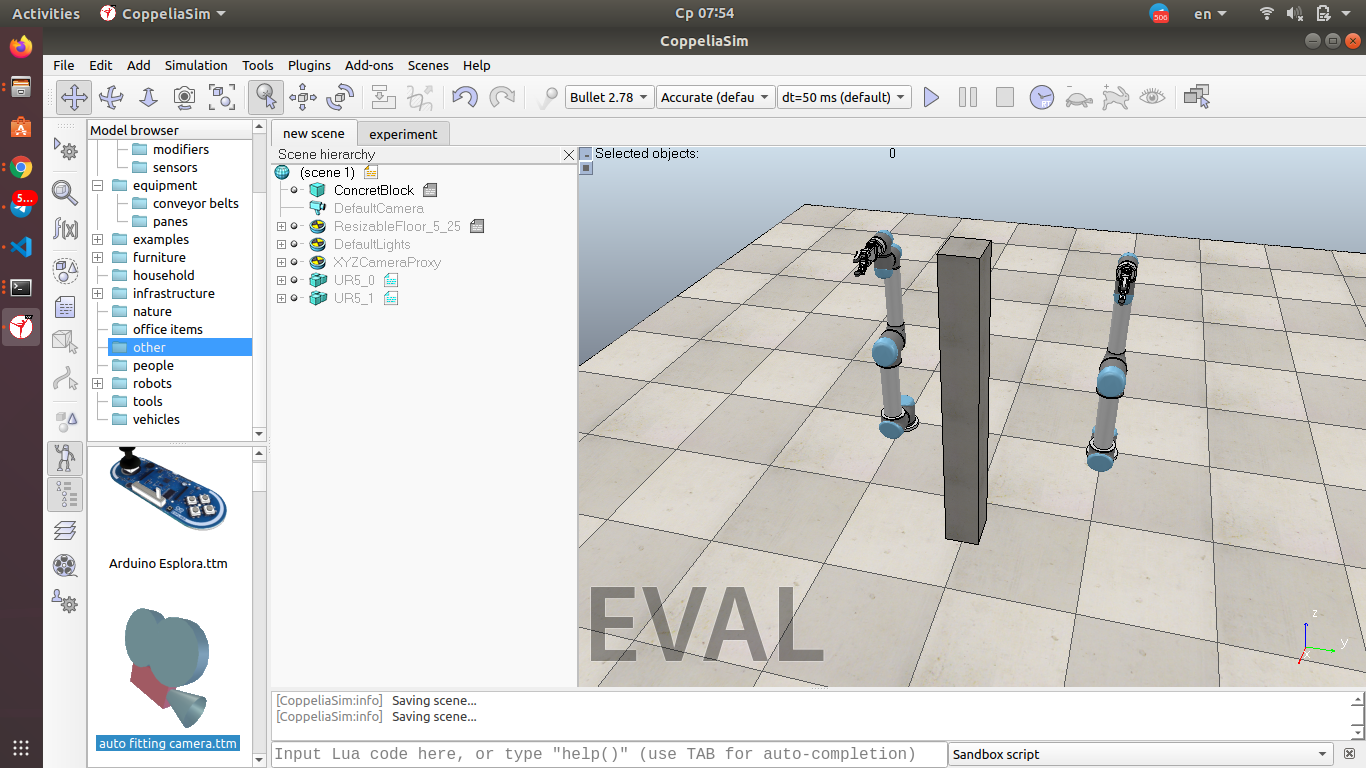 Activities
CoppeliaSim
Ср 07:54
506
en
CoppeliaSim
File Edit Add Simulation Tools Plugins Add-ons Scenes Help
Bullet 2.78
Accurate (defau
dt=50 ms (default)
RT
5...
f(x)
Model browser
modifiers
sensors
equipment
conveyor belts
panes
examples
furniture
household
infrastructure
nature
office items
other
people
robots
tools
vehicles
Arduino Esplora.ttm
auto fitting camera.ttm
new scene
experiment
Scene hierarchy
(scene 1)
ConcretBlock
DefaultCamera
ResizableFloor_5_25
DefaultLights
XYZCameraProxy
UR5_0
UR5_1
Selected objects:
0
EVAL
z
y
x
[CoppeliaSim:info] Saving scene...
[CoppeliaSim:info] Saving scene...
Input Lua code here, or type "help()" (use TAB for auto-completion)
Sandbox script